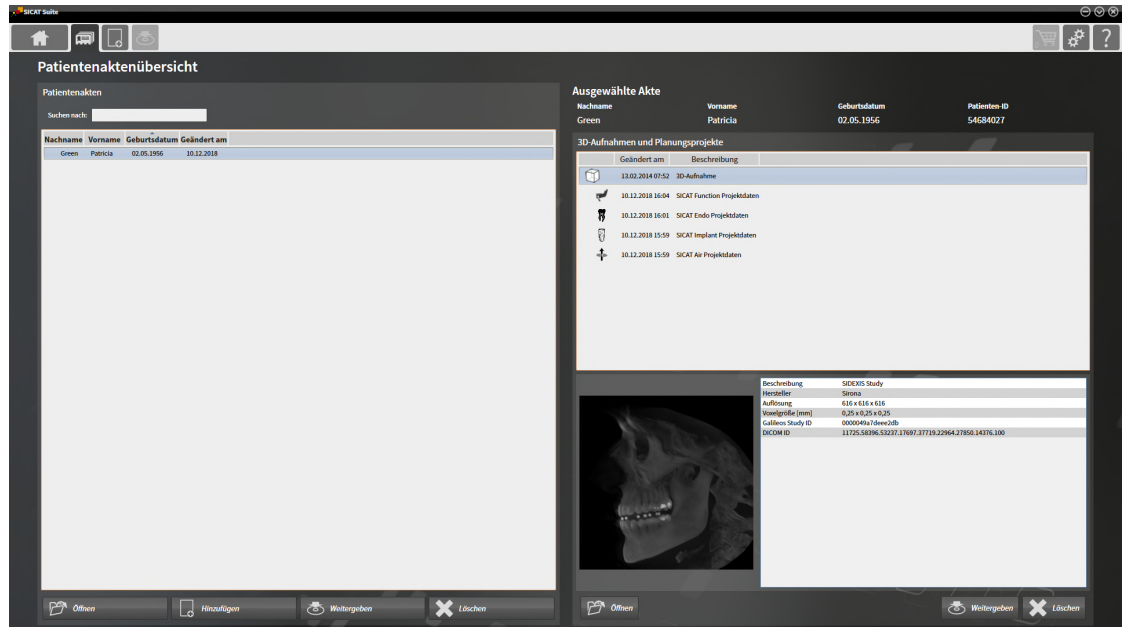 SICAT Suite
Patientenaktenübersicht
Patientenakten
Suchen nach:
Nachname Vorname Geburtsdatum Geändert am
Green Patricia 02.05.1956 10.12.2018
Öffnen Hinzufügen Weitergeben Löschen
Ausgewählte Akte
Nachname Vorname Geburtsdatum Patienten-ID
Green Patricia 02.05.1956 54684027
3D-Aufnahmen und Planungsprojekte
Geändert am Beschreibung
13.02.2014 07:52 3D-Aufnahme
10.12.2018 16:04 SICAT Function Projektdaten
10.12.2018 16:01 SICAT Endo Projektdaten
10.12.2018 15:59 SICAT Implant Projektdaten
10.12.2018 15:59 SICAT Air Projektdaten
Beschreibung SIDEXIS Study
Hersteller Sirona
Auflösung 616 x 616 x 616
Voxelgröße [mm] 0,25 x 0,25 x 0,25
Galileos Study ID 0000049a7deee2db
DICOM ID 11725.58396.53237.17697.37719.22964.27850.14376.100
Öffnen Weitergeben Löschen